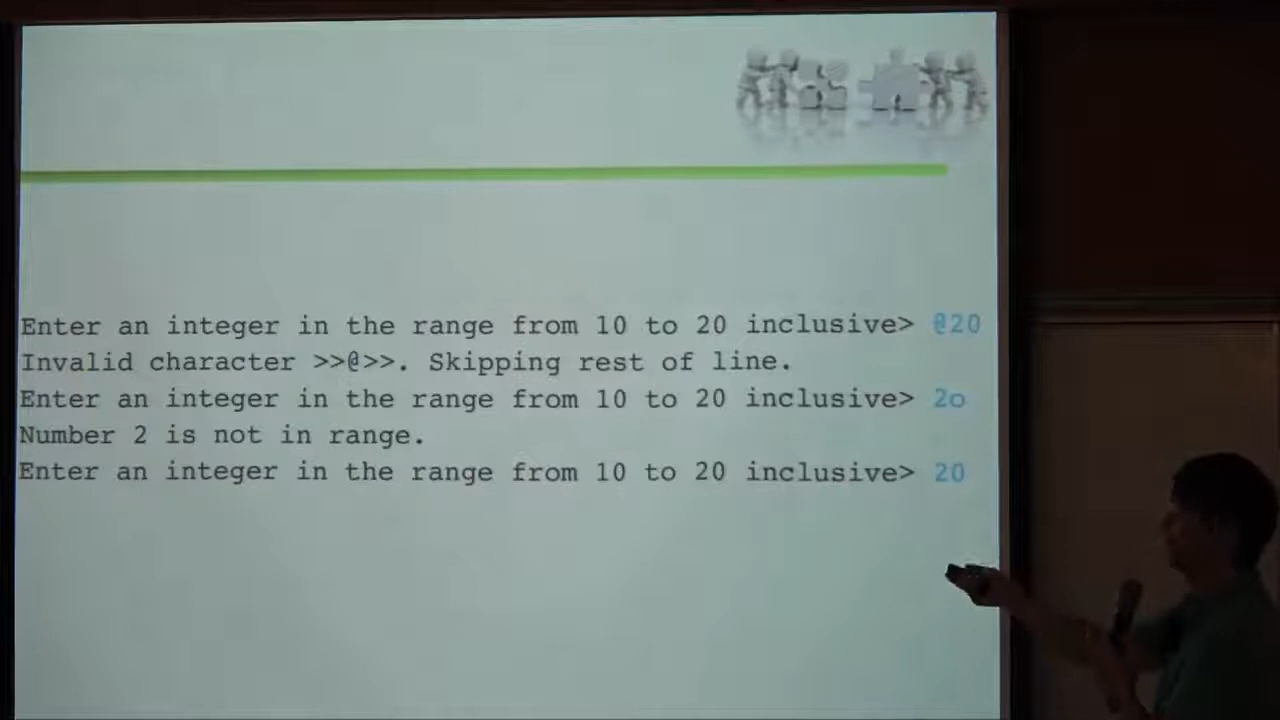 Enter an integer in the range from 10 to 20 inclusive> @20
Invalid character >>@>>. Skipping rest of line.
Enter an integer in the range from 10 to 20 inclusive> 2o
Number 2 is not in range.
Enter an integer in the range from 10 to 20 inclusive> 20